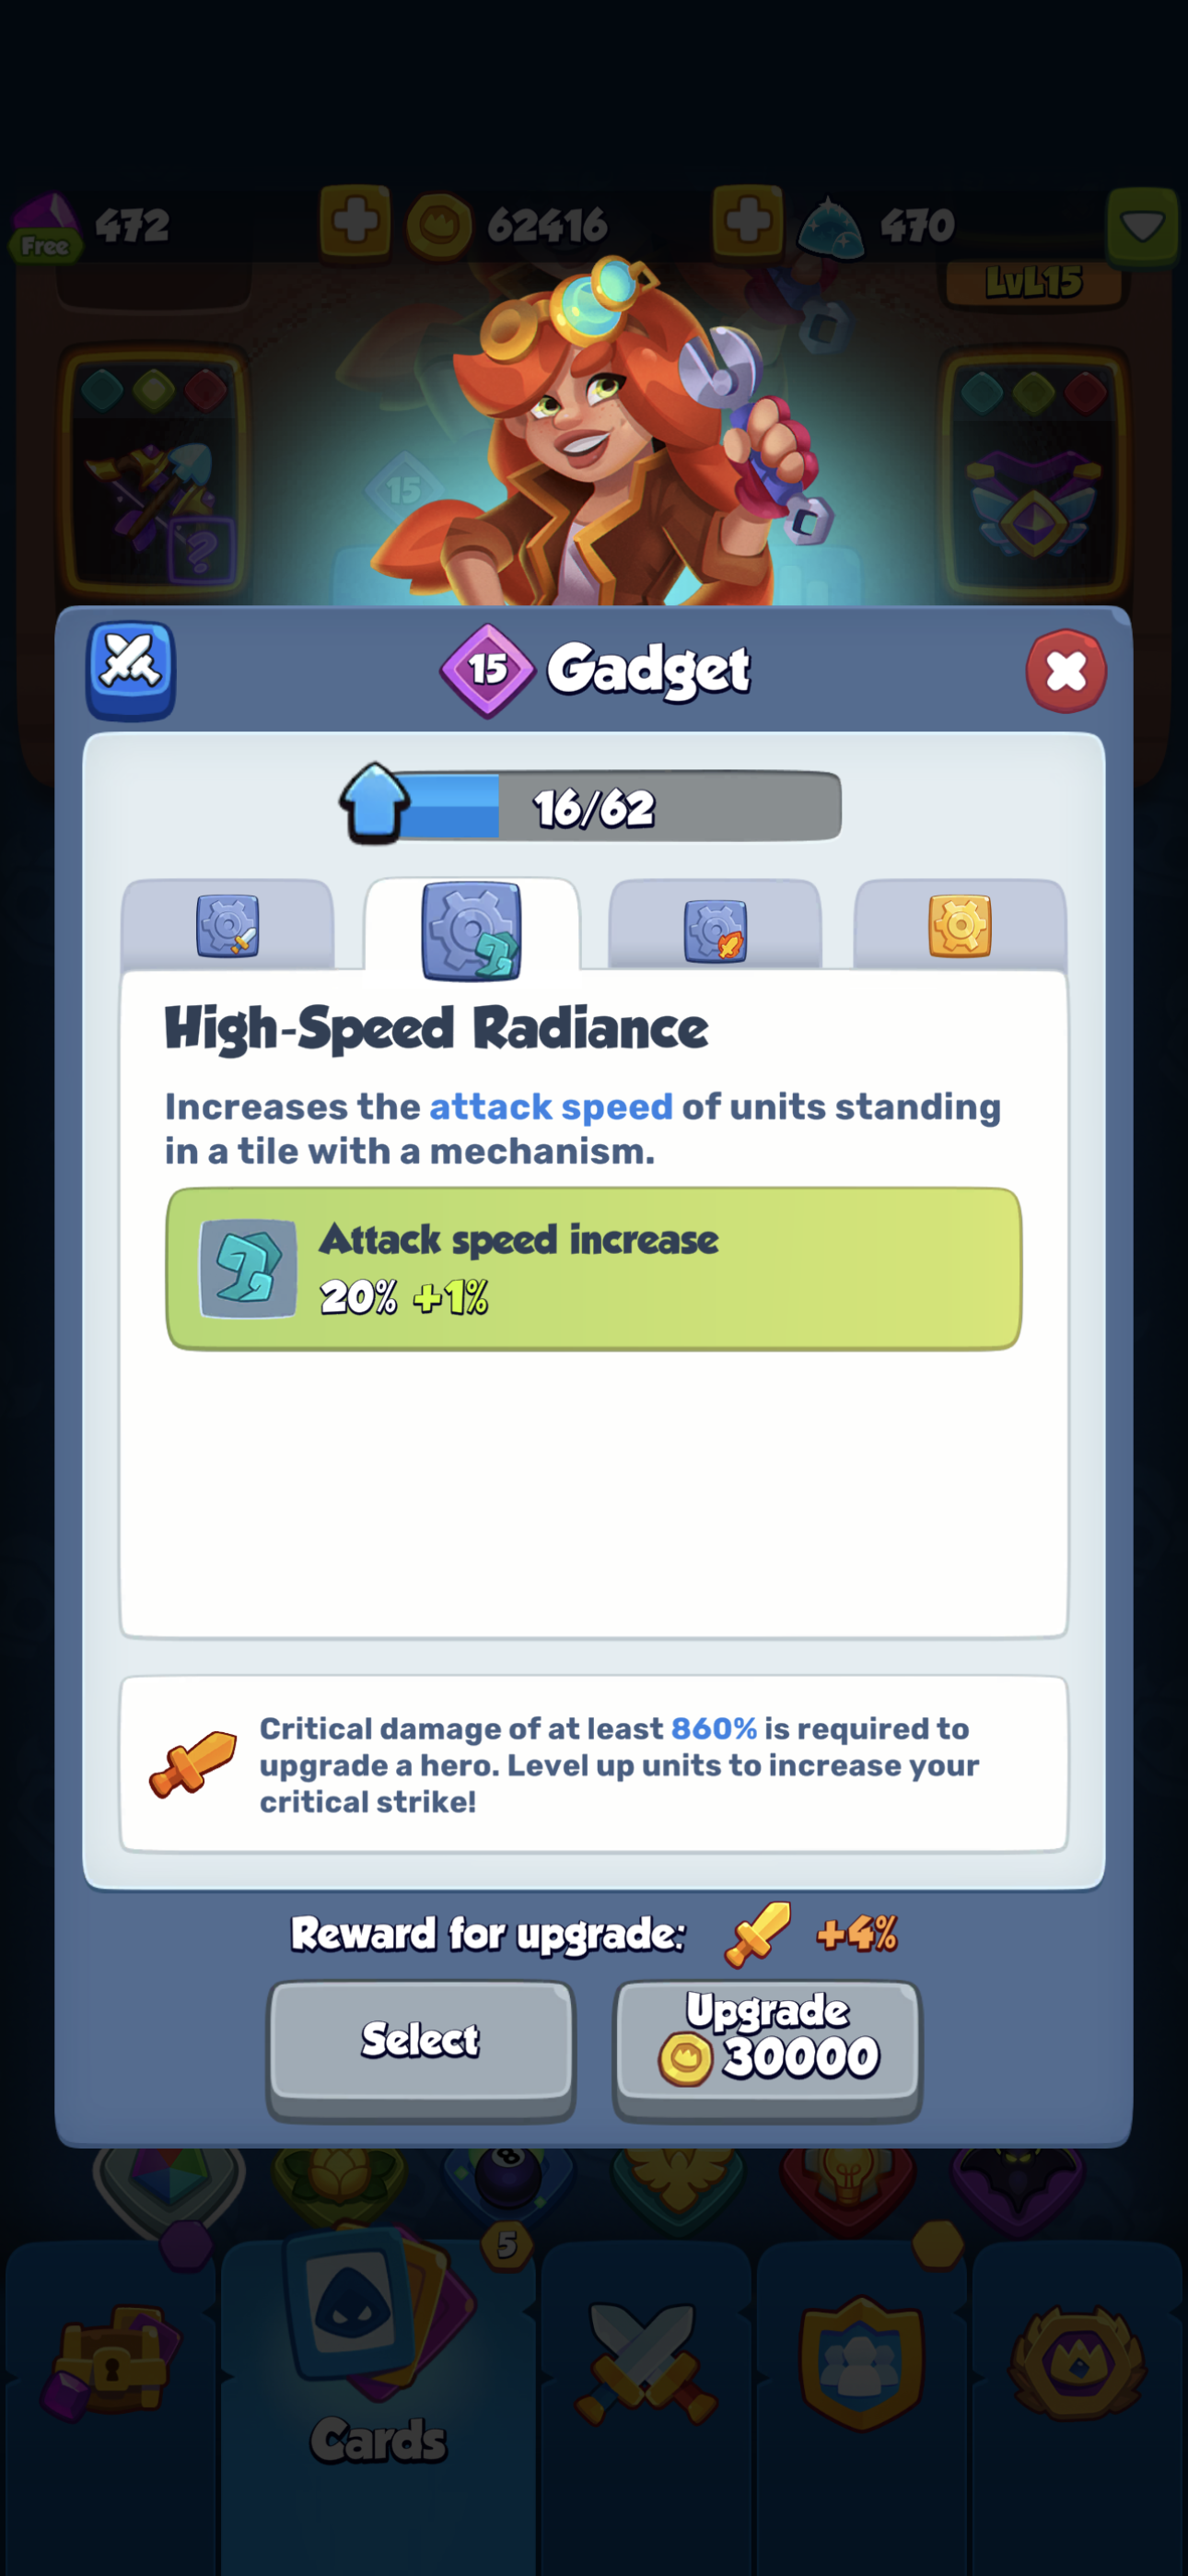 Free
472
62416
470
LvL15
15
?
15 Gadget
16/62
High-Speed Radiance
Increases the attack speed of units standing
in a tile with a mechanism.
Attack speed increase
20% +1%
Critical damage of at least 860% is required to
upgrade a hero. Level up units to increase your
critical strike!
Reward for upgrade: +4%
Select
Upgrade
30000
8
5
Cards